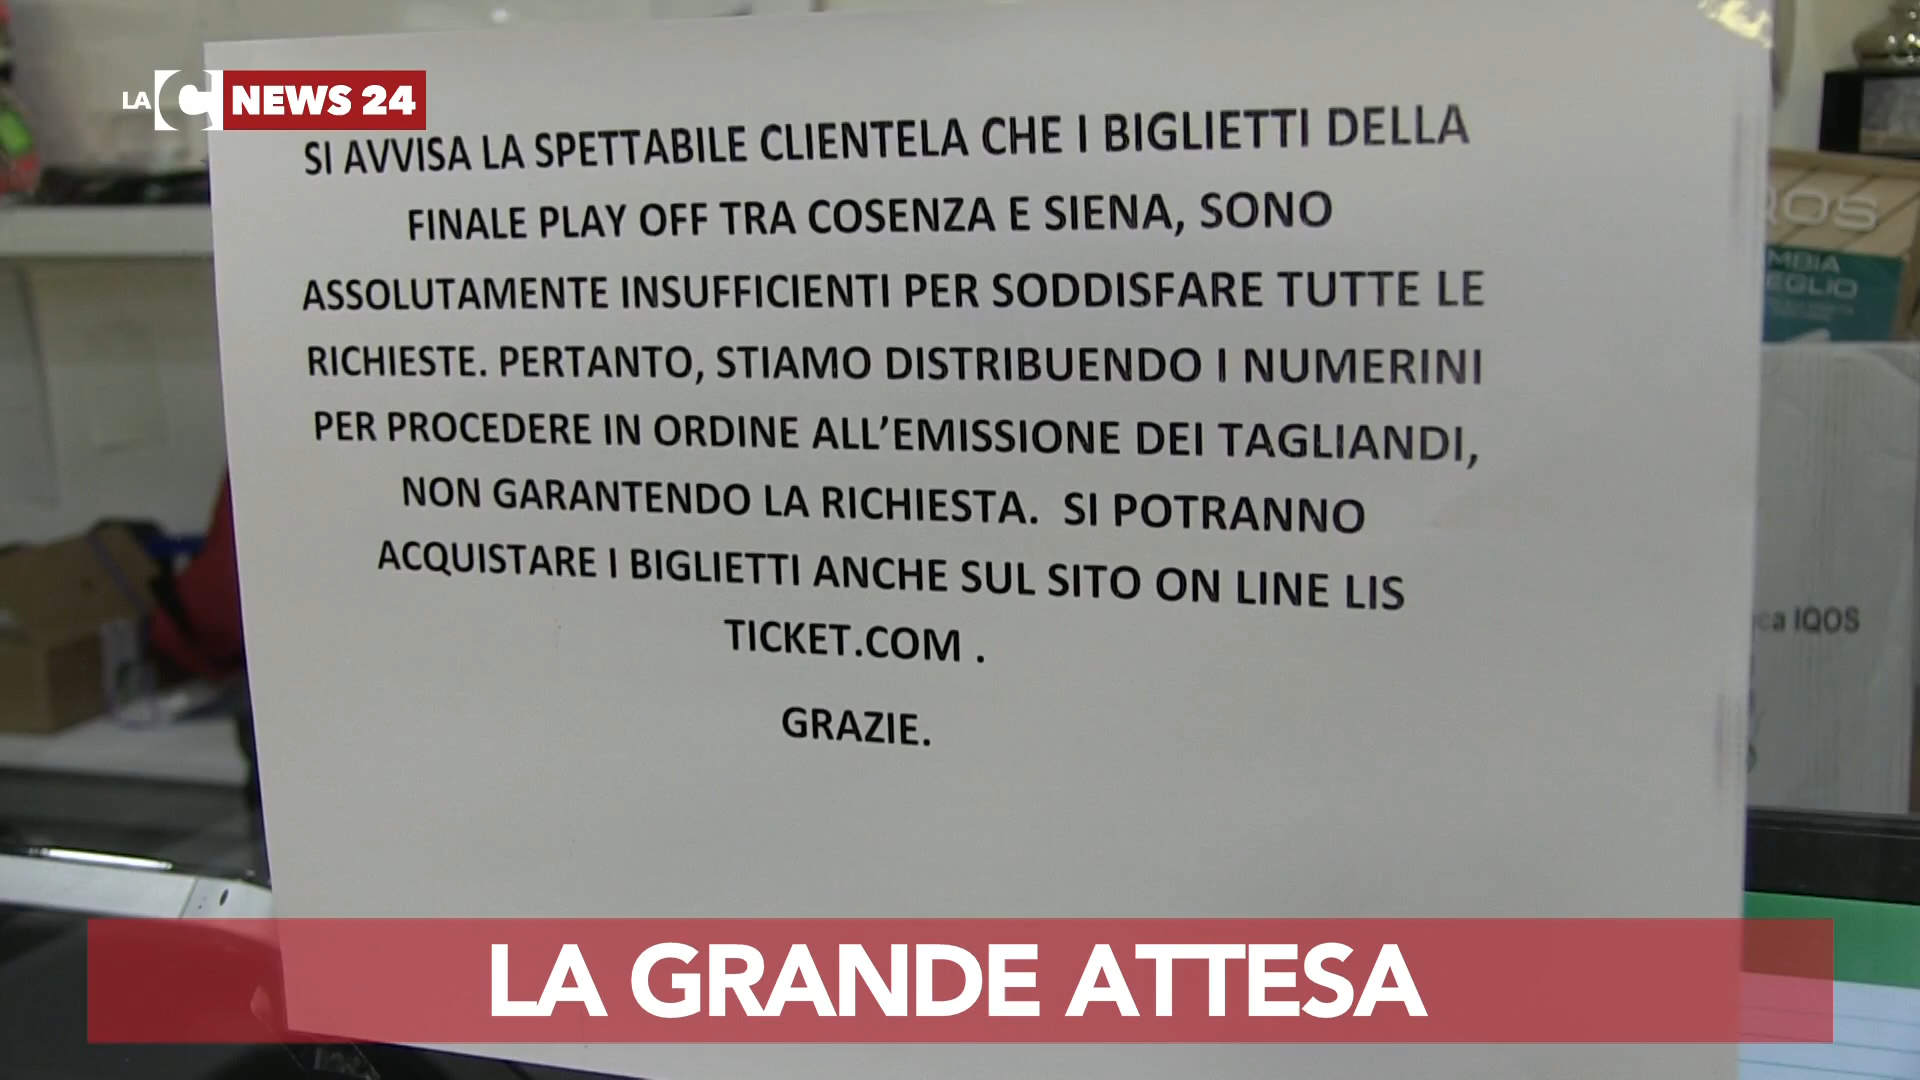 LA C NEWS 24
SI AVVISA LA SPETTABILE CLIENTELA CHE I BIGLIETTI DELLA
FINALE PLAY OFF TRA COSENZA E SIENA, SONO
ASSOLUTAMENTE INSUFFICIENTI PER SODDISFARE TUTTE LE
RICHIESTE. PERTANTO, STIAMO DISTRIBUENDO I NUMERINI
PER PROCEDERE IN ORDINE ALL'EMISSIONE DEI TAGLIANDI,
NON GARANTENDO LA RICHIESTA. SI POTRANNO
ACQUISTARE I BIGLIETTI ANCHE SUL SITO ON LINE LIS
TICKET.COM .
GRAZIE.
IQOS
LA GRANDE ATTESA